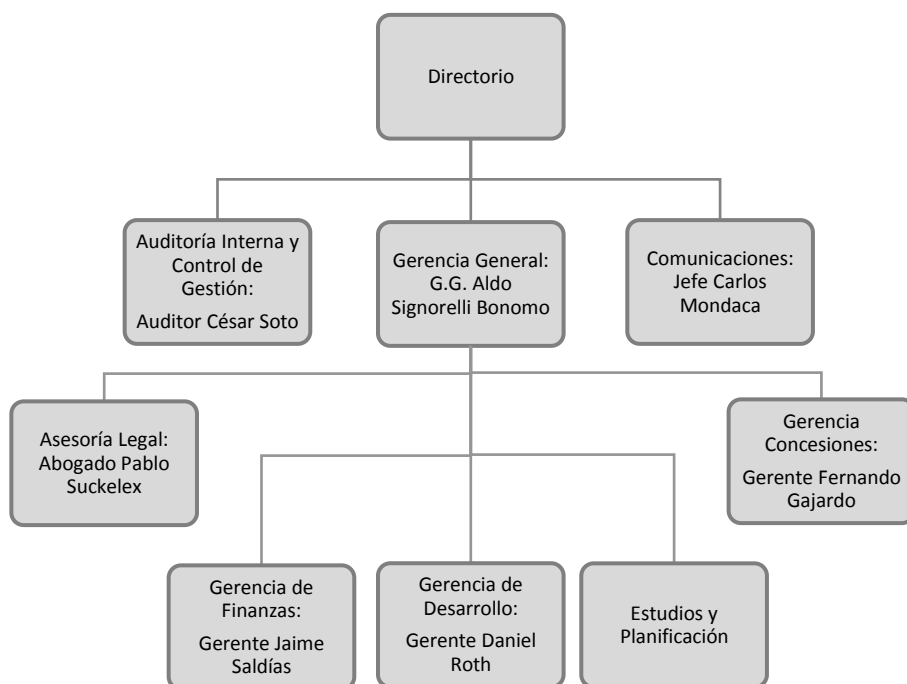 Directorio
Auditoría Interna y
Control de
Gestión:
Auditor César Soto
Gerencia General:
G.G. Aldo
Signorelli Bonomo
Comunicaciones:
Jefe Carlos
Mondaca
Asesoría Legal:
Abogado Pablo
Suckelex
Gerencia
Concesiones:
Gerente Fernando
Gajardo
Gerencia de
Finanzas:
Gerente Jaime
Saldías
Gerencia de
Desarrollo:
Gerente Daniel
Roth
Estudios y
Planificación